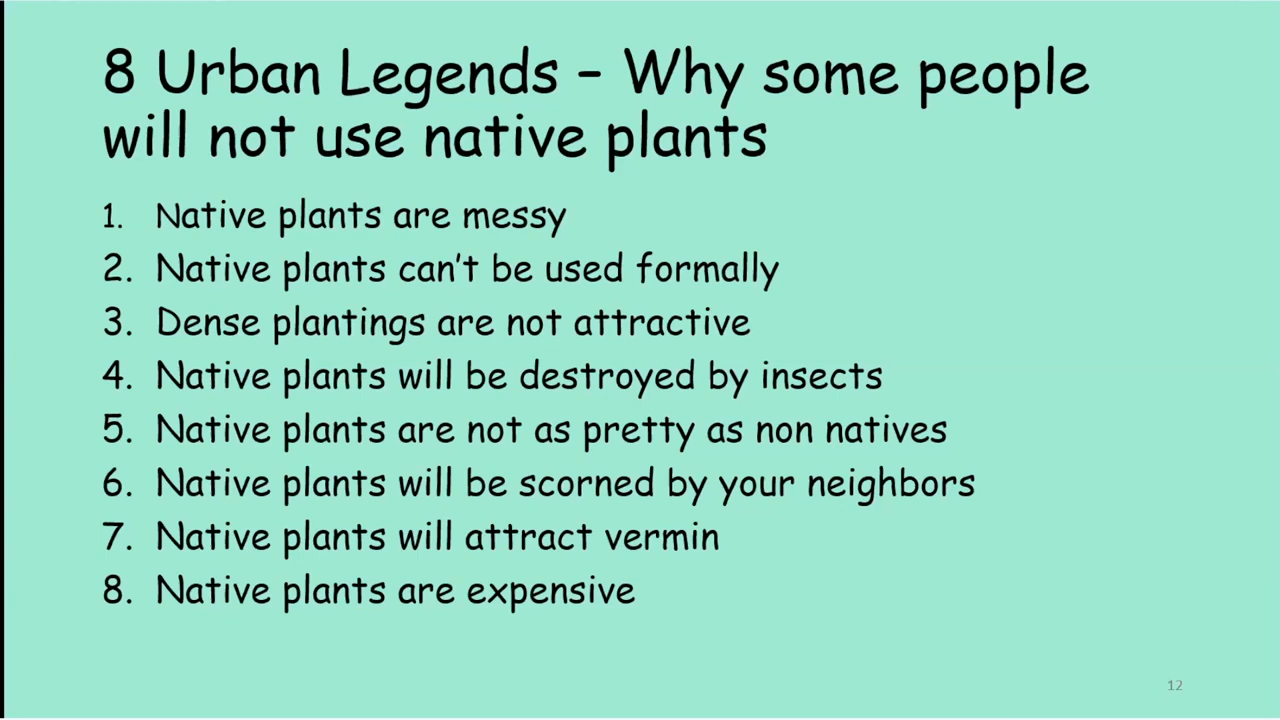 8 Urban Legends – Why some people
will not use native plants
1. Native plants are messy
2. Native plants can't be used formally
3. Dense plantings are not attractive
4. Native plants will be destroyed by insects
5. Native plants are not as pretty as non natives
6. Native plants will be scorned by your neighbors
7. Native plants will attract vermin
8. Native plants are expensive
12